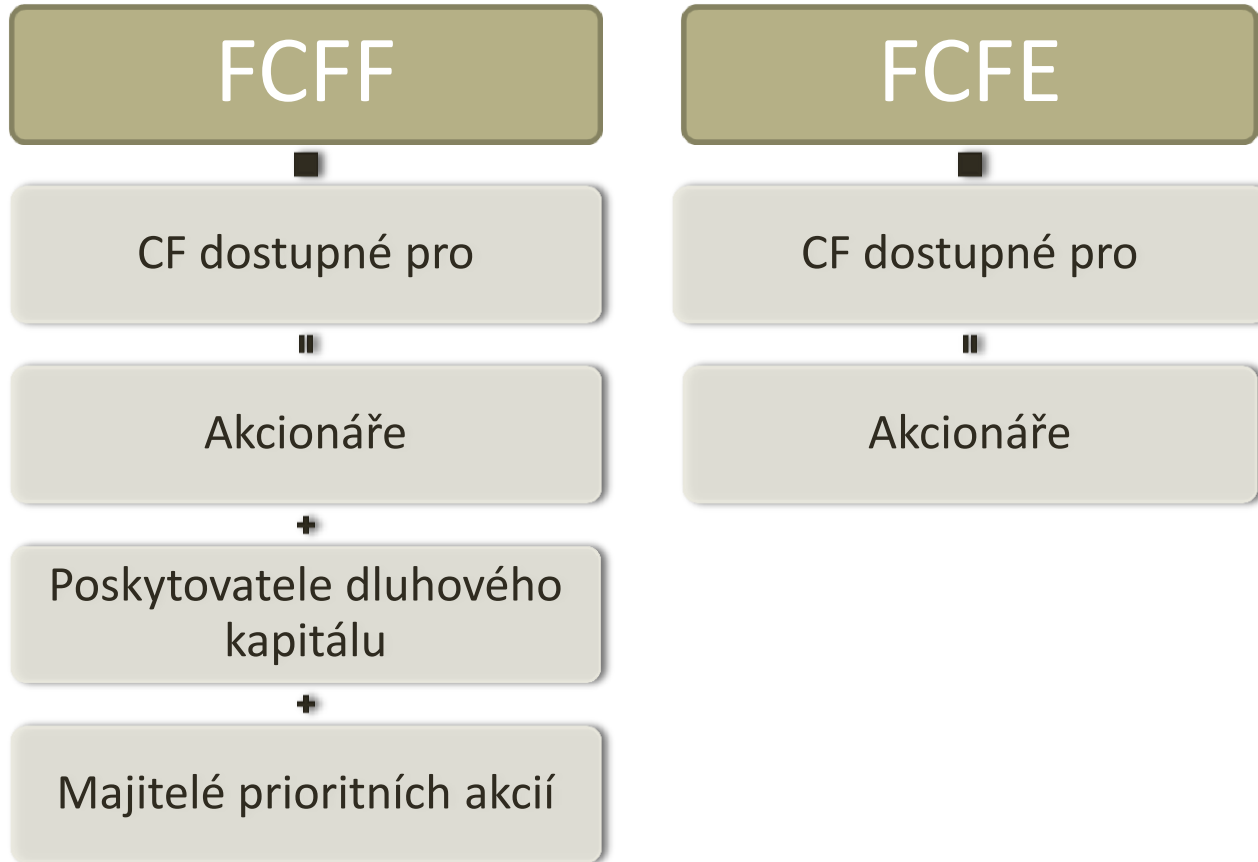 FCFF
CF dostupné pro
Akcionáře
+
Poskytovatele dluhového
kapitálu
+
Majitelé prioritních akcií
FCFE
CF dostupné pro
Akcionáře